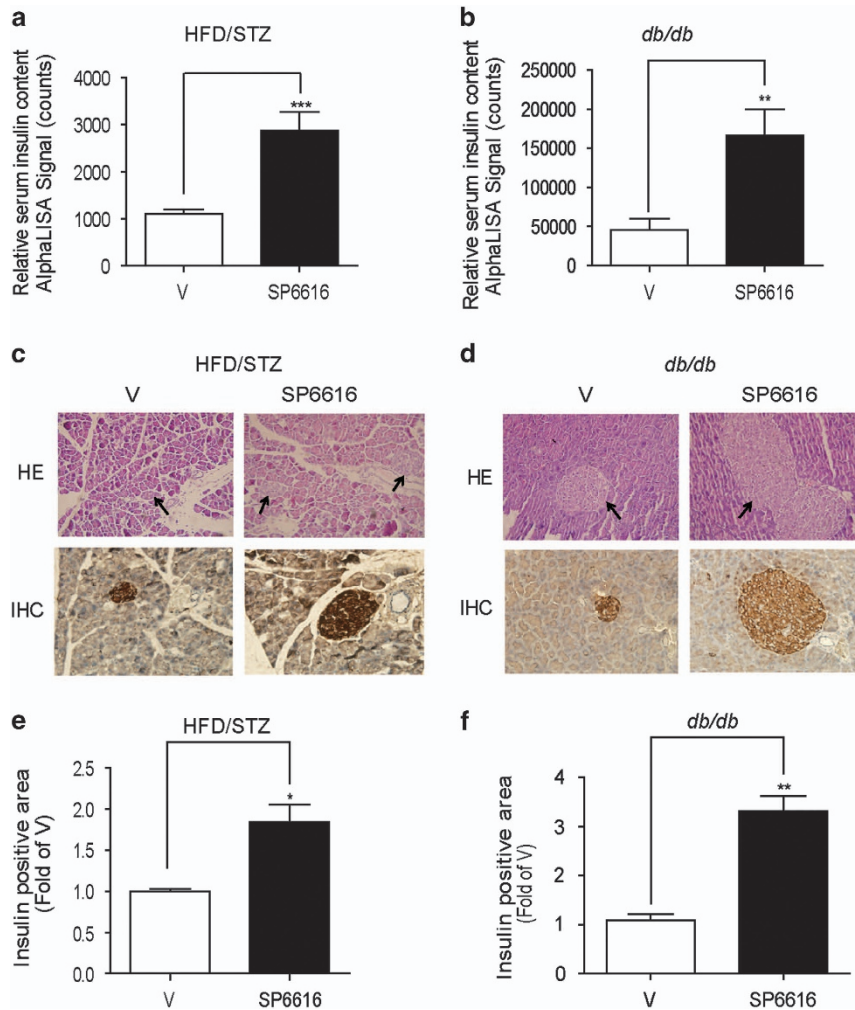 a
HFD/STZ
Relative serum insulin content
AlphaLISA Signal (counts)
4000
3000
2000
1000
0
***
V
SP6616
b
db/db
Relative serum insulin content
AlphaLISA Signal (counts)
250000
200000
150000
100000
50000
0
**
V
SP6616
c
HFD/STZ
V
SP6616
HE
IHC
d
db/db
V
SP6616
HE
IHC
e
HFD/STZ
Insulin positive area
(Fold of V)
2.5
2.0
1.5
1.0
0.5
0.0
*
V
SP6616
f
db/db
Insulin positive area
(Fold of V)
4
3
2
1
0
**
V
SP6616